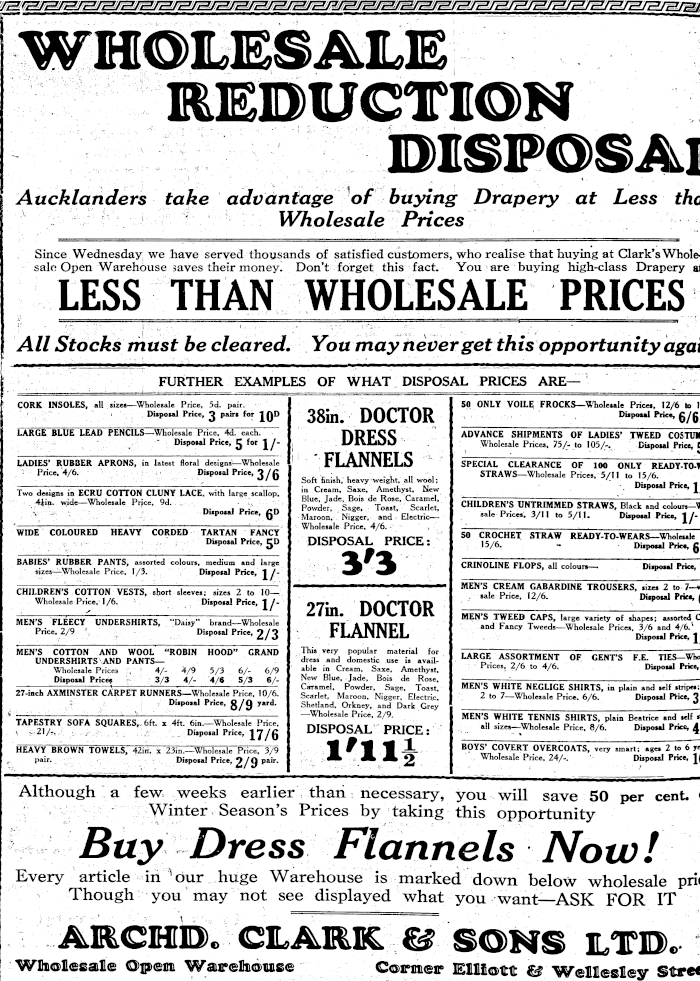 WHOLESALE
REDUCTION
DISPOSAL
Aucklanders take advantage of buying Drapery at Less tha
Wholesale Prices
Since Wednesday we have served thousands of satisfied customers, who realise that buying at Clark's Whole-
sale Open Warehouse saves their money. Don't forget this fact. You are buying high-class Drapery a
LESS THAN WHOLESALE PRICES
All Stocks must be cleared. You may never get this opportunity agai
FURTHER EXAMPLES OF WHAT DISPOSAL PRICES ARE—
CORK INSOLES, all sizes—Wholesale Price, 5d. pair.
Disposal Price, 3 pairs for 10D
LARGE BLUE LEAD PENCILS—Wholesale Price, 4d. each.
Disposal Price, 5 for 1/-
LADIES' RUBBER APRONS, in latest floral designs—Wholesale
Price, 4/6. Disposal Price, 3/6
Two designs in ECRU COTTON CLUNY LACE, with large scallop,
4½in. wide—Wholesale Price, 9d.
Disposal Price, 6D
WIDE COLOURED HEAVY CORDED TARTAN FANCY
Disposal Price, 5D
BABIES' RUBBER PANTS, assorted colours, medium and large
sizes—Wholesale Price, 1/3. Disposal Price, 1/-
CHILDREN'S COTTON VESTS, short sleeves; sizes 2 to 10—
Wholesale Price, 1/6. Disposal Price, 1/-
MEN'S FLEECY UNDERSHIRTS, "Daisy" brand—Wholesale
Price, 2/9 Disposal Price, 2/3
MEN'S COTTON AND WOOL "ROBIN HOOD" GRAND
UNDERSHIRTS AND PANTS—
Wholesale Prices 4/- 4/9 5/3 6/- 6/9
Disposal Prices 3/3 4/- 4/6 5/3 6/-
27-inch AXMINSTER CARPET RUNNERS—Wholesale Price, 10/6.
Disposal Price, 8/9 yard.
TAPESTRY SOFA SQUARES, 6ft. x 4ft. 6in.—Wholesale Price,
21/-. Disposal Price, 17/6
HEAVY BROWN TOWELS, 42in. x 23in.—Wholesale Price, 3/9
pair. Disposal Price, 2/9 pair.
38in. DOCTOR
DRESS
FLANNELS
Soft finish, heavy weight, all wool;
in Cream, Saxe, Amethyst, New
Blue, Jade, Bois de Rose, Caramel,
Powder, Sage, Toast, Scarlet,
Maroon, Nigger, and Electric—
Wholesale Price, 4/6.
DISPOSAL PRICE:
3'3
27in. DOCTOR
FLANNEL
This very popular material for
dress and domestic use is avail-
able in Cream, Saxe, Amethyst,
New Blue, Jade, Bois de Rose,
Caramel, Powder, Sage, Toast,
Scarlet, Maroon, Nigger, Electric,
Shetland, Orkney, and Dark Grey
—Wholesale Price, 2/9.
DISPOSAL PRICE:
1'11½
50 ONLY VOILE FROCKS—Wholesale Prices, 12/6 to 1
Disposal Price, 6/6
ADVANCE SHIPMENTS OF LADIES' TWEED COSTUM
Wholesale Prices, 75/- to 105/-. Disposal Price,
SPECIAL CLEARANCE OF 100 ONLY READY-TO-
STRAWS—Wholesale Prices, 5/11 to 15/6.
Disposal Price, 1
CHILDREN'S UNTRIMMED STRAWS, Black and colours—W
sale Prices, 3/11 to 5/11. Disposal Price, 1/-
50 CROCHET STRAW READY-TO-WEARS—Wholesale
15/6. Disposal Price, 6
CRINOLINE FLOPS, all colours— Disposal Price,
MEN'S CREAM GABARDINE TROUSERS, sizes 2 to 7—
sale Price, 12/6. Disposal Price,
MEN'S TWEED CAPS, large variety of shapes; assorted C
and Fancy Tweeds—Wholesale Prices, 3/6 and 4/6.
Disposal Price, 1
LARGE ASSORTMENT OF GENT'S F.E. TIES—Who
Prices, 2/6 to 4/6. Disposal Price,
MEN'S WHITE NEGLIGE SHIRTS, in plain and self stripes;
2 to 7—Wholesale Price, 6/6. Disposal Price, 3
MEN'S WHITE TENNIS SHIRTS, plain Beatrice and self s
all sizes—Wholesale Price, 8/6. Disposal Price, 4
BOYS' COVERT OVERCOATS, very smart; ages 2 to 6 ye
Wholesale Price, 24/-. Disposal Price, 1
Although a few weeks earlier than necessary, you will save 50 per cent.
Winter Season's Prices by taking this opportunity
Buy Dress Flannels Now!
Every article in our huge Warehouse is marked down below wholesale pri
Though you may not see displayed what you want—ASK FOR IT
ARCHD. CLARK & SONS LTD.
Wholesale Open Warehouse Corner Elliott & Wellesley Stree